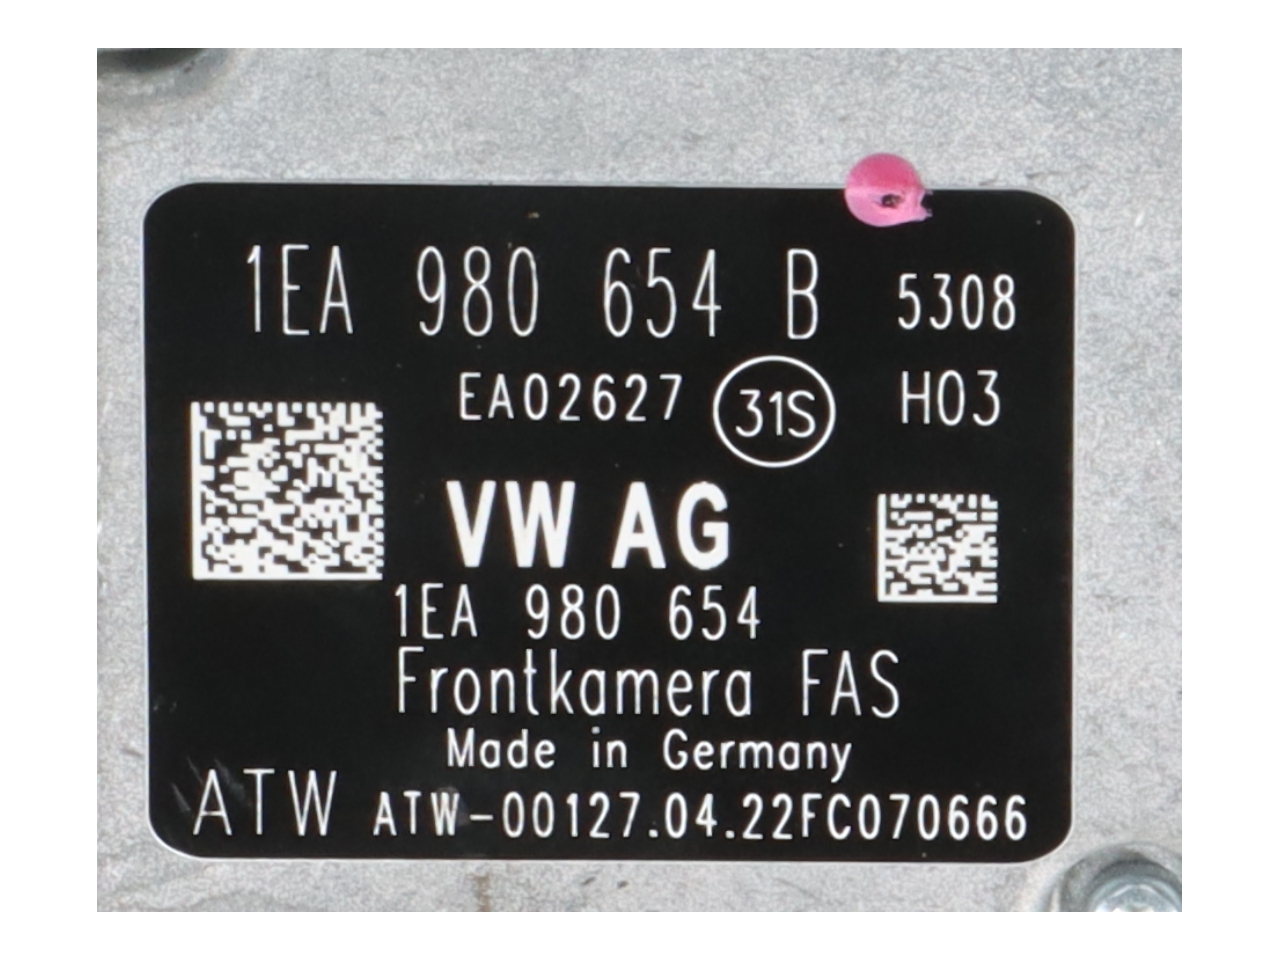 1EA 980 654 B 5308
EA02627 31S H03
VW AG
1EA 980 654
Frontkamera FAS
Made in Germany
ATW ATW-00127.04.22FC070666